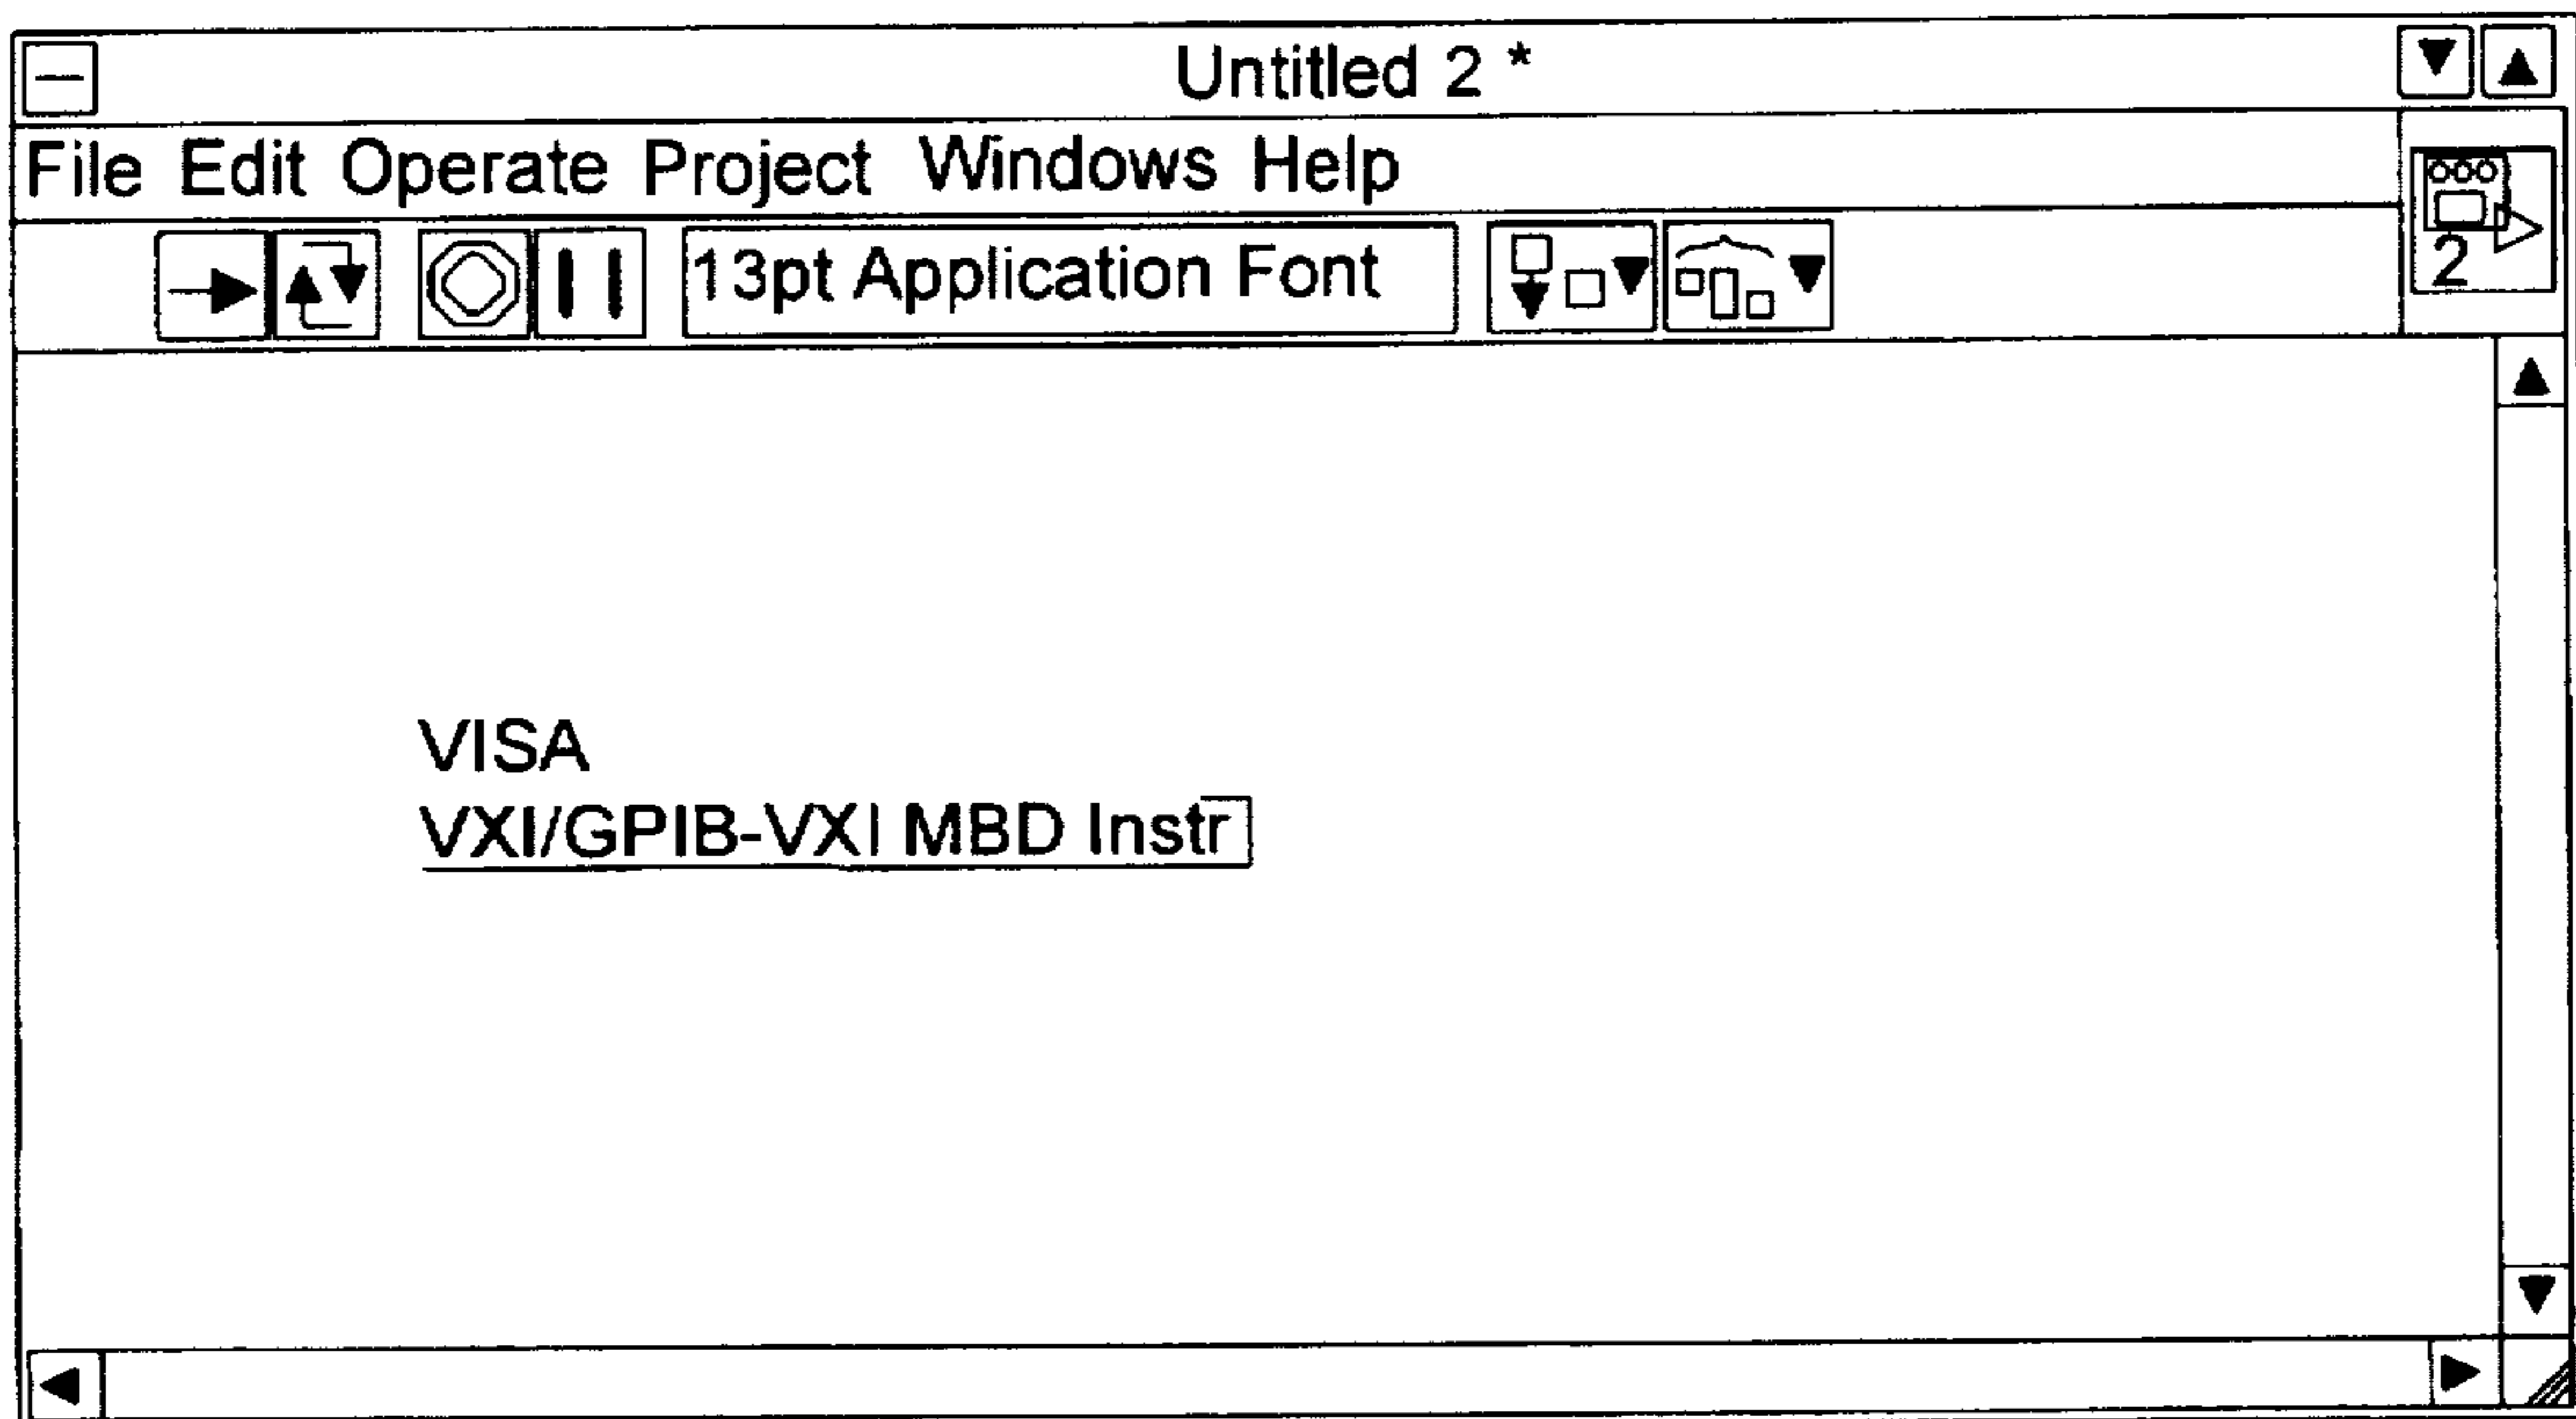 Untitled 2 *
File Edit Operate Project Windows Help
13pt Application Font
2
VISA
VXI/GPIB-VXI MBD Instr